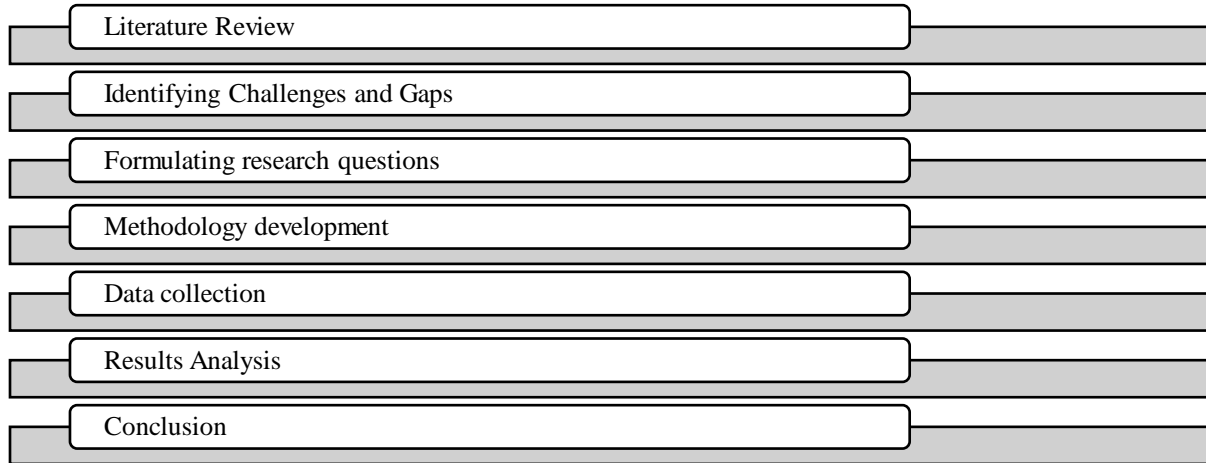 Literature Review
Identifying Challenges and Gaps
Formulating research questions
Methodology development
Data collection
Results Analysis
Conclusion